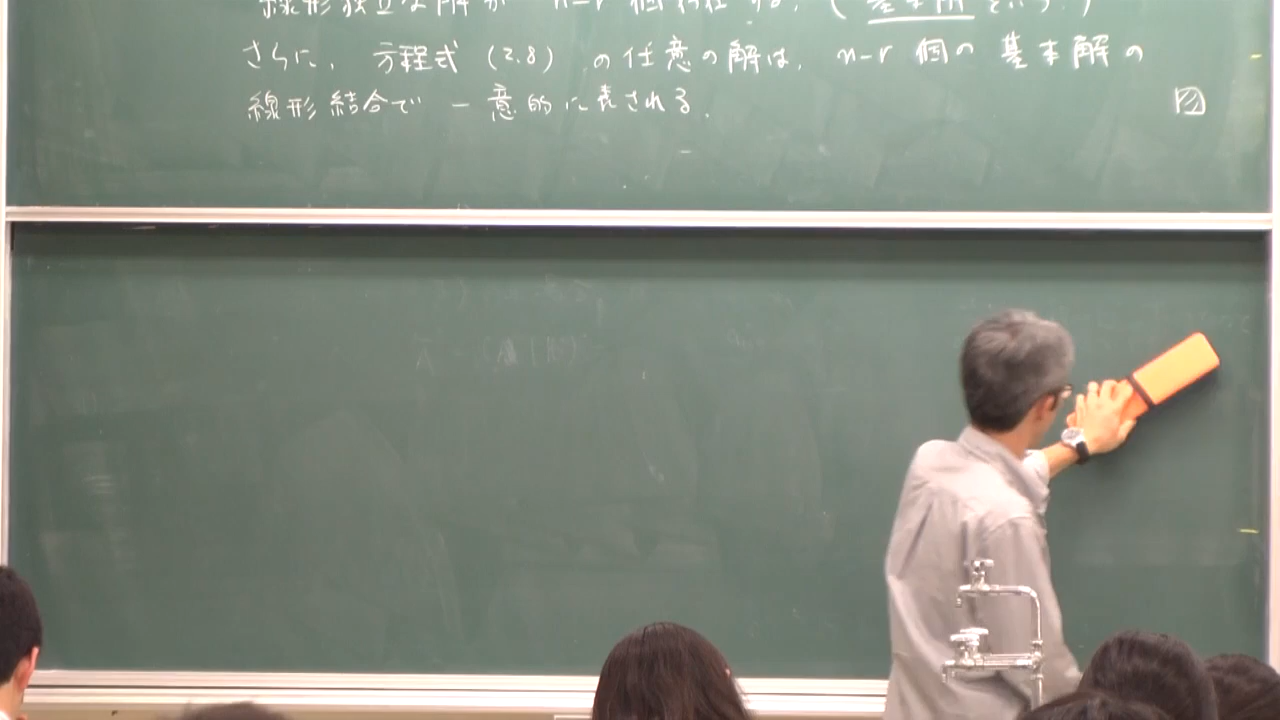 線形独立な解が n-r 個存在する. (基本解という.)
さらに, 方程式 (2.8) の任意の解は, n-r 個の 基本解の
線形結合で 一意的に表される.